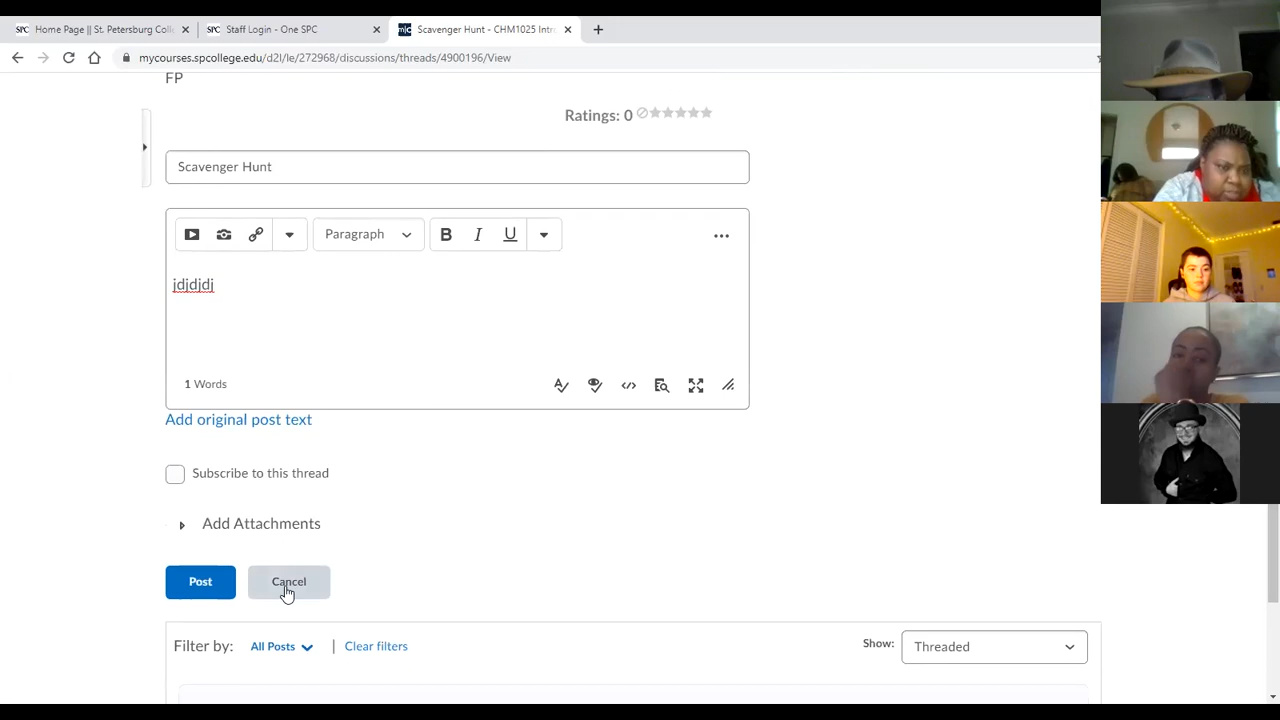 Home Page || St. Petersburg Coll
Staff Login - One SPC
Scavenger Hunt - CHM1025 Intro
mycourses.spcollege.edu/d2l/le/272968/discussions/threads/4900196/View
FP
Ratings: 0
Scavenger Hunt
Paragraph
B I U
jdjdjdj
1 Words
Add original post text
Subscribe to this thread
Add Attachments
Post Cancel
Filter by: All Posts | Clear filters Show: Threaded